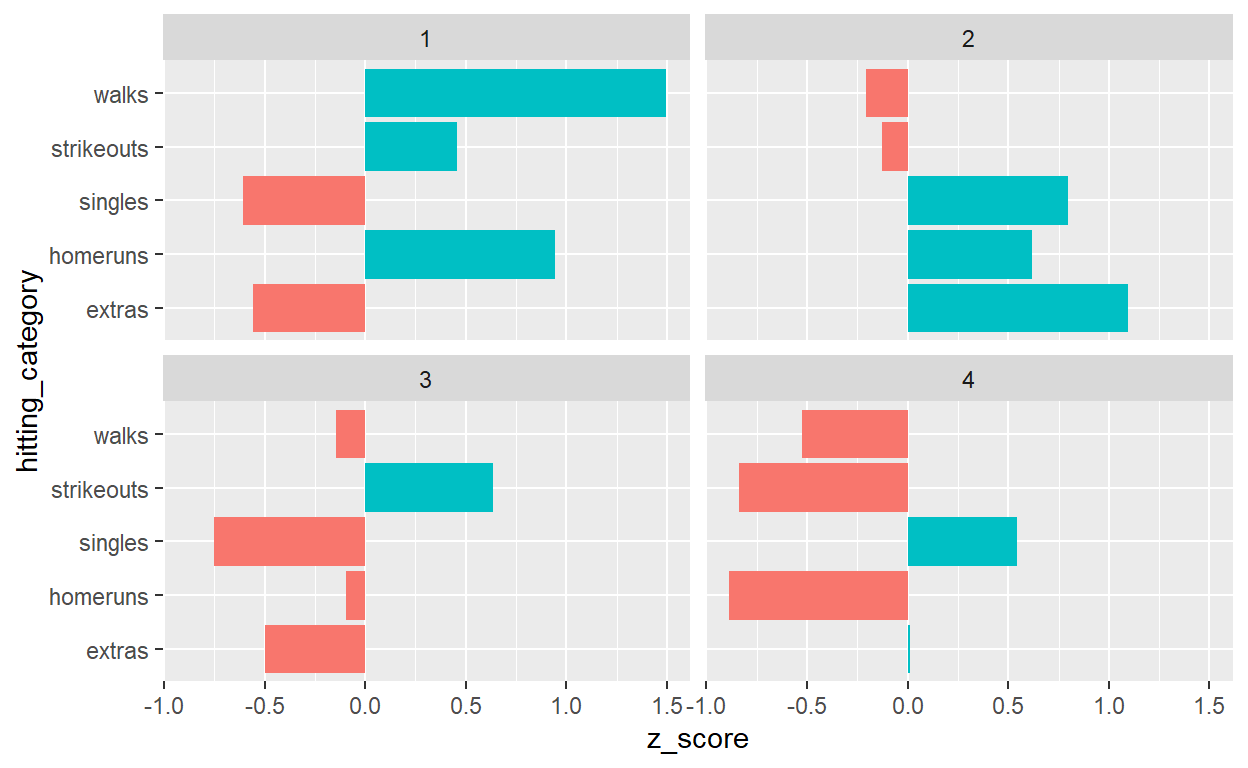 1
2
walks
strikeouts
singles
homeruns
extras
3
4
walks
strikeouts
singles
homeruns
extras
-1.0 -0.5 0.0 0.5 1.0 1.5 -1.0 -0.5 0.0 0.5 1.0 1.5
z_score
hitting_category